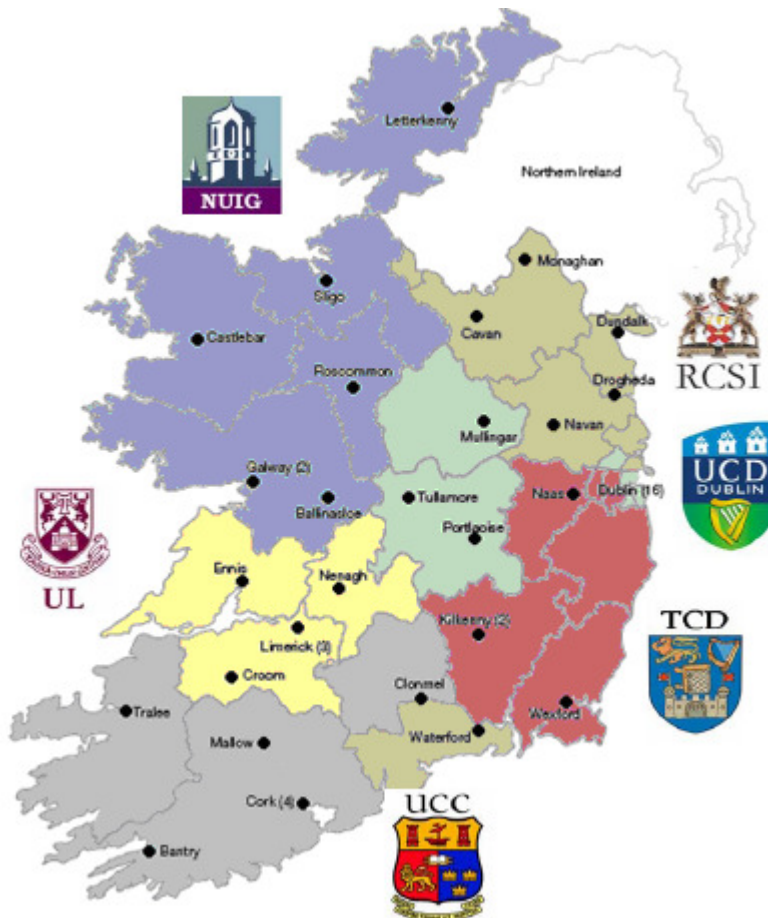 Letterkenny
Northern Ireland
NUIG
Monaghan
Sligo
Cavan
Dundalk
Castlebar
RCSI
Roscommon
Drogheda
Mullingar
Navan
UCD
DUBLIN
Galway (2)
Ballinasloe
Tullamore
Naas
Dublin (16)
Portlaoise
UL
Ennis
Nenagh
TCD
Kilkenny (2)
Limerick (3)
Croom
Clonmel
Wexford
Tralee
Mallow
Waterford
UCC
Cork (4)
Bantry